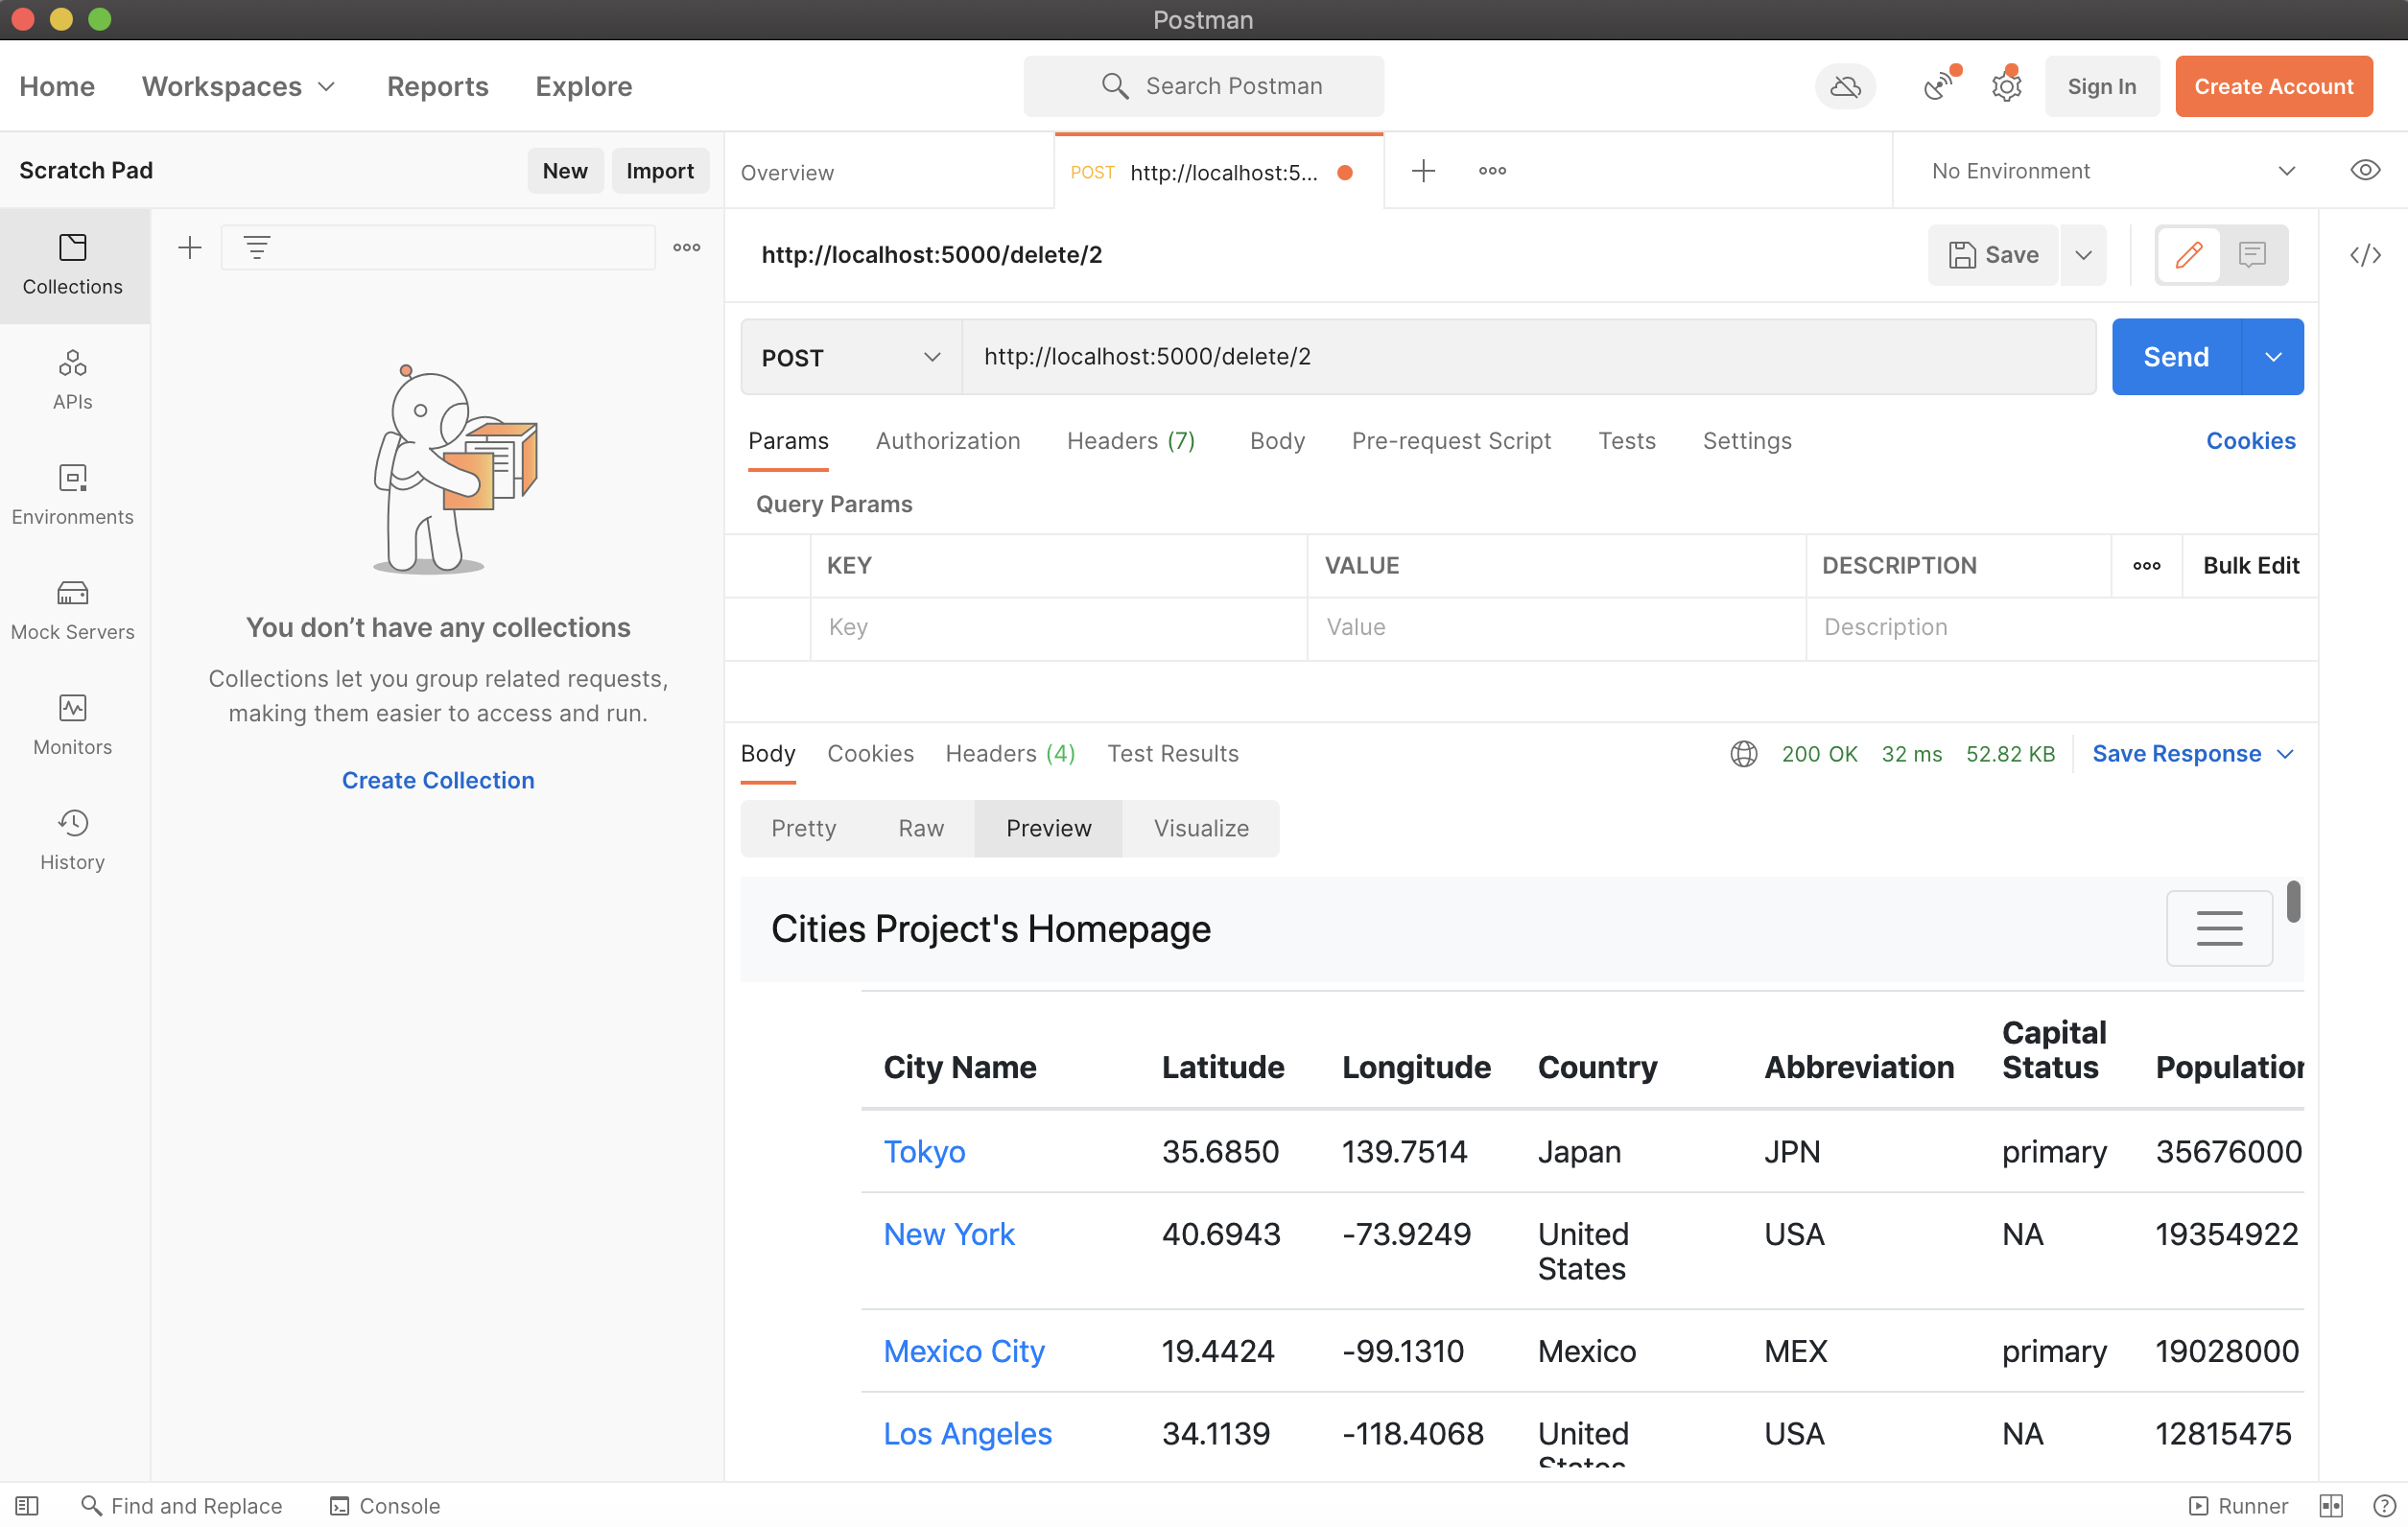 Postman
Home Workspaces Reports Explore Search Postman Sign In Create Account
Scratch Pad New Import Overview POST http://localhost:5... No Environment
http://localhost:5000/delete/2 Save
Collections
APIs
Environments
Mock Servers
Monitors
History
You don’t have any collections
Collections let you group related requests,
making them easier to access and run.
Create Collection
POST http://localhost:5000/delete/2 Send
Params Authorization Headers (7) Body Pre-request Script Tests Settings Cookies
Query Params
KEY VALUE DESCRIPTION Bulk Edit
Key Value Description
Body Cookies Headers (4) Test Results 200 OK 32 ms 52.82 KB Save Response
Pretty Raw Preview Visualize
Cities Project's Homepage
City Name Latitude Longitude Country Abbreviation Capital Status Population
Tokyo 35.6850 139.7514 Japan JPN primary 35676000
New York 40.6943 -73.9249 United States USA NA 19354922
Mexico City 19.4424 -99.1310 Mexico MEX primary 19028000
Los Angeles 34.1139 -118.4068 United States USA NA 12815475
Find and Replace Console Runner